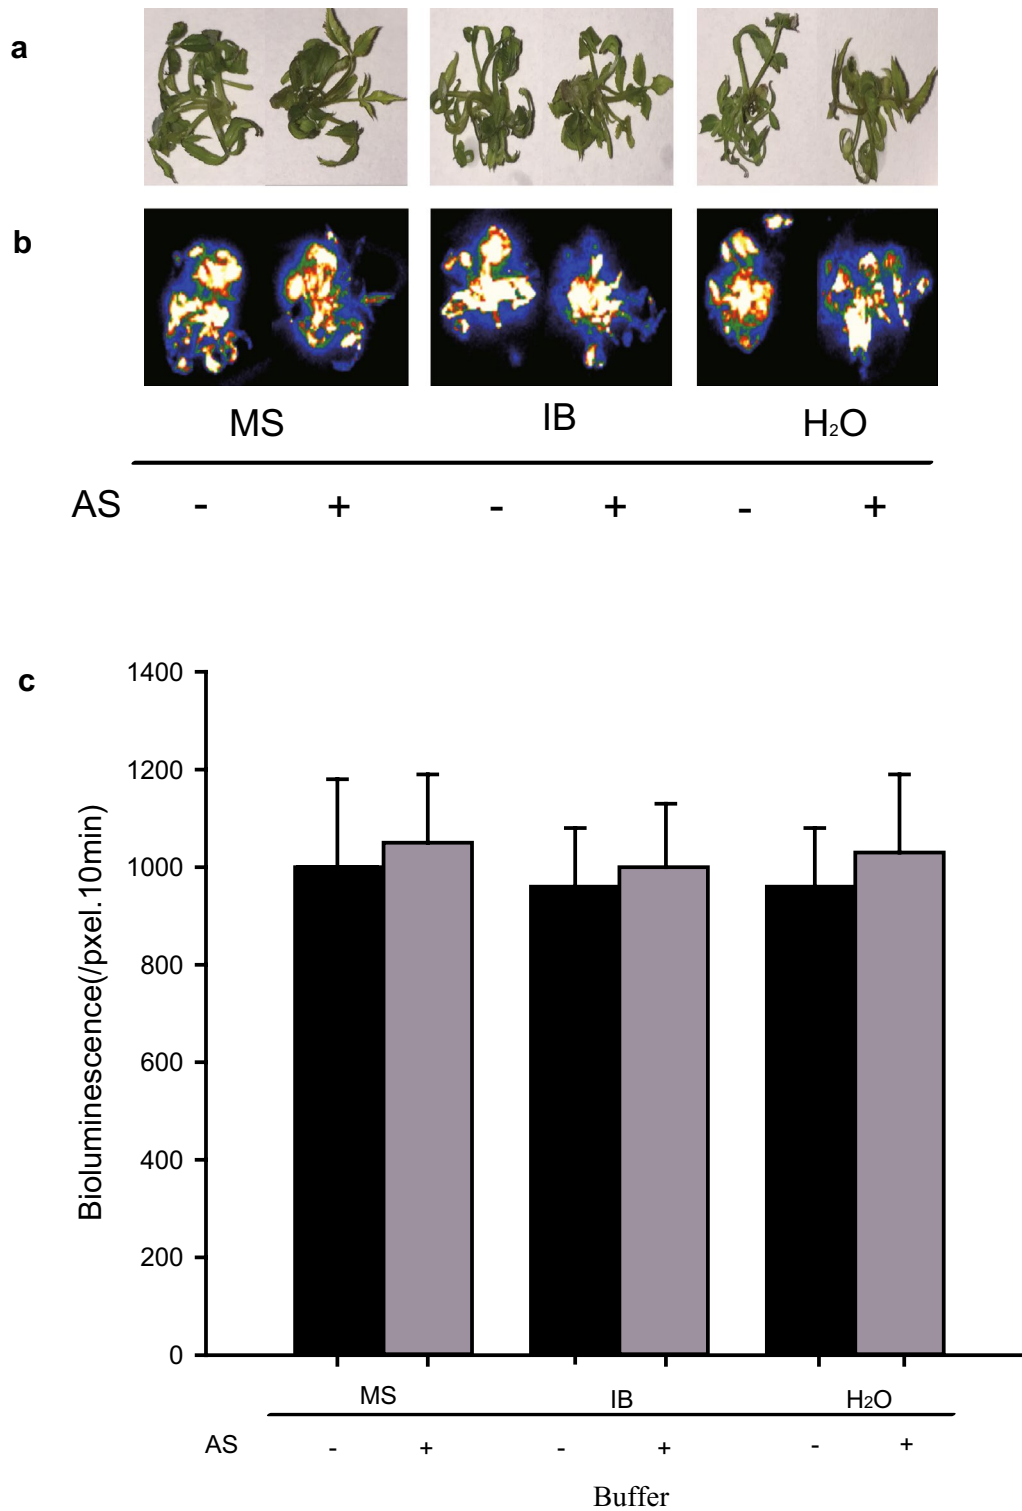 a
b
MS IB H₂O
AS - + - + - +
c
1400
1200
1000
800
600
400
200
0
Bioluminescence(/pxel.10min)
MS IB H₂O
AS - + - + - +
Buffer